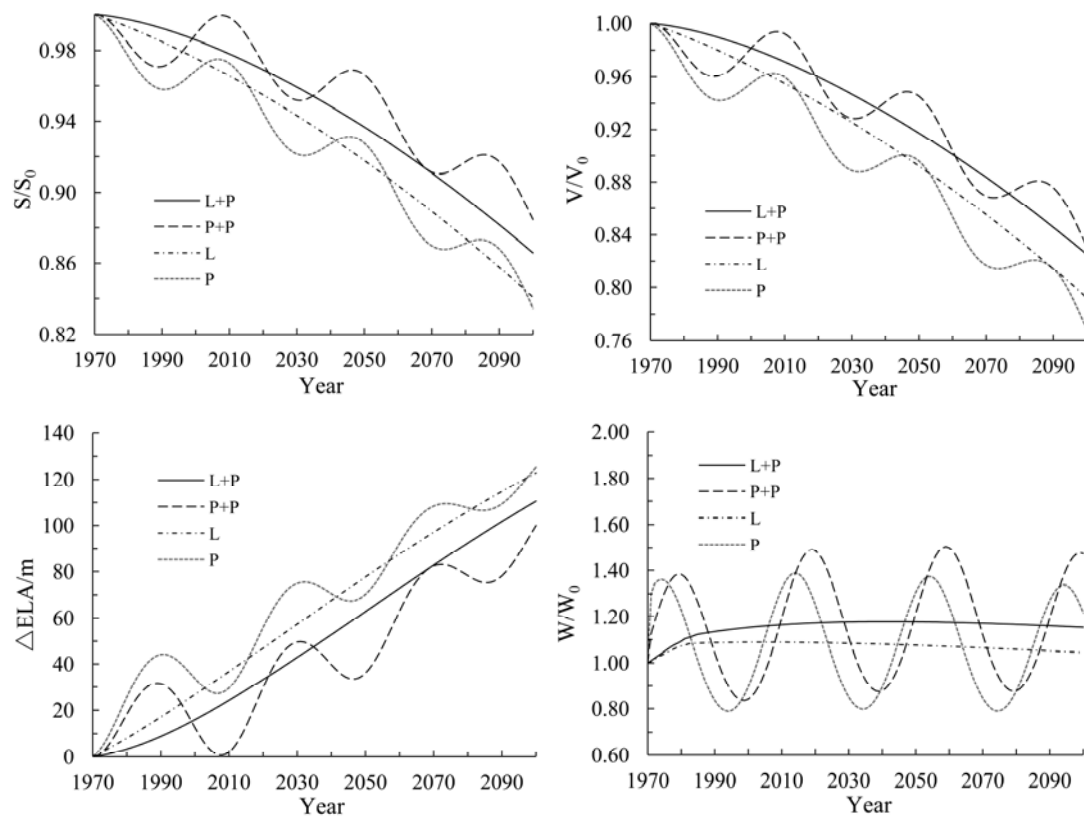 S/S0
0.98
0.94
0.90
0.86
0.82
L+P
P+P
L
P
1970 1990 2010 2030 2050 2070 2090
Year
V/V0
1.00
0.96
0.92
0.88
0.84
0.80
0.76
L+P
P+P
L
P
1970 1990 2010 2030 2050 2070 2090
Year
△ELA/m
140
120
100
80
60
40
20
0
L+P
P+P
L
P
1970 1990 2010 2030 2050 2070 2090
Year
W/W0
2.00
1.80
1.60
1.40
1.20
1.00
0.80
0.60
L+P
P+P
L
P
1970 1990 2010 2030 2050 2070 2090
Year